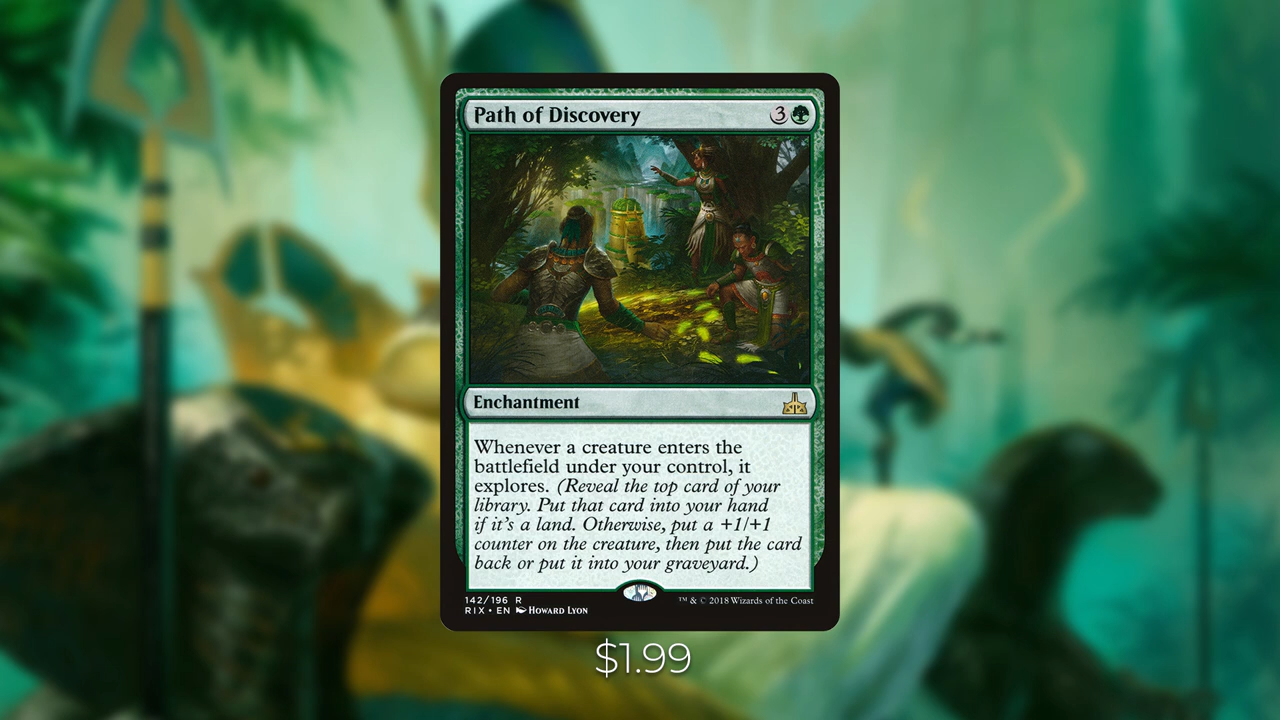 Path of Discovery 3
Enchantment
Whenever a creature enters the
battlefield under your control, it
explores. (Reveal the top card of your
library. Put that card into your hand
if it's a land. Otherwise, put a +1/+1
counter on the creature, then put the card
back or put it into your graveyard.)
142/196 R
RIX • EN Howard Lyon
™ & © 2018 Wizards of the Coast
$1.99